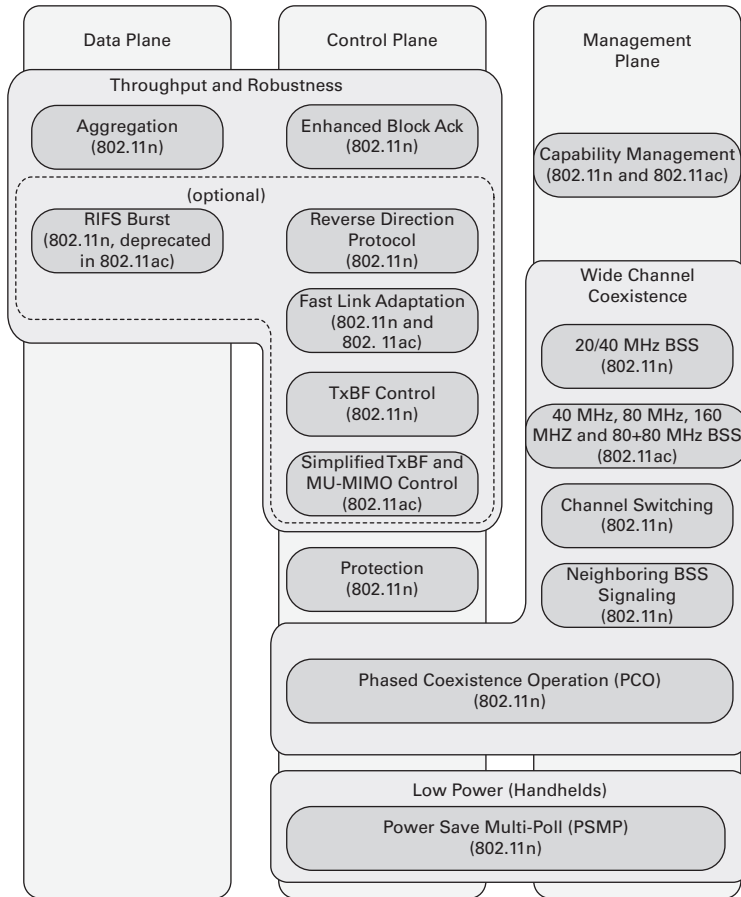 Data Plane
Control Plane
Management
Plane
Throughput and Robustness
Aggregation
(802.11n)
Enhanced Block Ack
(802.11n)
Capability Management
(802.11n and 802.11ac)
(optional)
RIFS Burst
(802.11n, deprecated
in 802.11ac)
Reverse Direction
Protocol
(802.11n)
Fast Link Adaptation
(802.11n and
802. 11ac)
TxBF Control
(802.11n)
Simplified TxBF and
MU-MIMO Control
(802.11ac)
Protection
(802.11n)
Wide Channel
Coexistence
20/40 MHz BSS
(802.11n)
40 MHz, 80 MHz, 160
MHZ and 80+80 MHz BSS
(802.11ac)
Channel Switching
(802.11n)
Neighboring BSS
Signaling
(802.11n)
Phased Coexistence Operation (PCO)
(802.11n)
Low Power (Handhelds)
Power Save Multi-Poll (PSMP)
(802.11n)